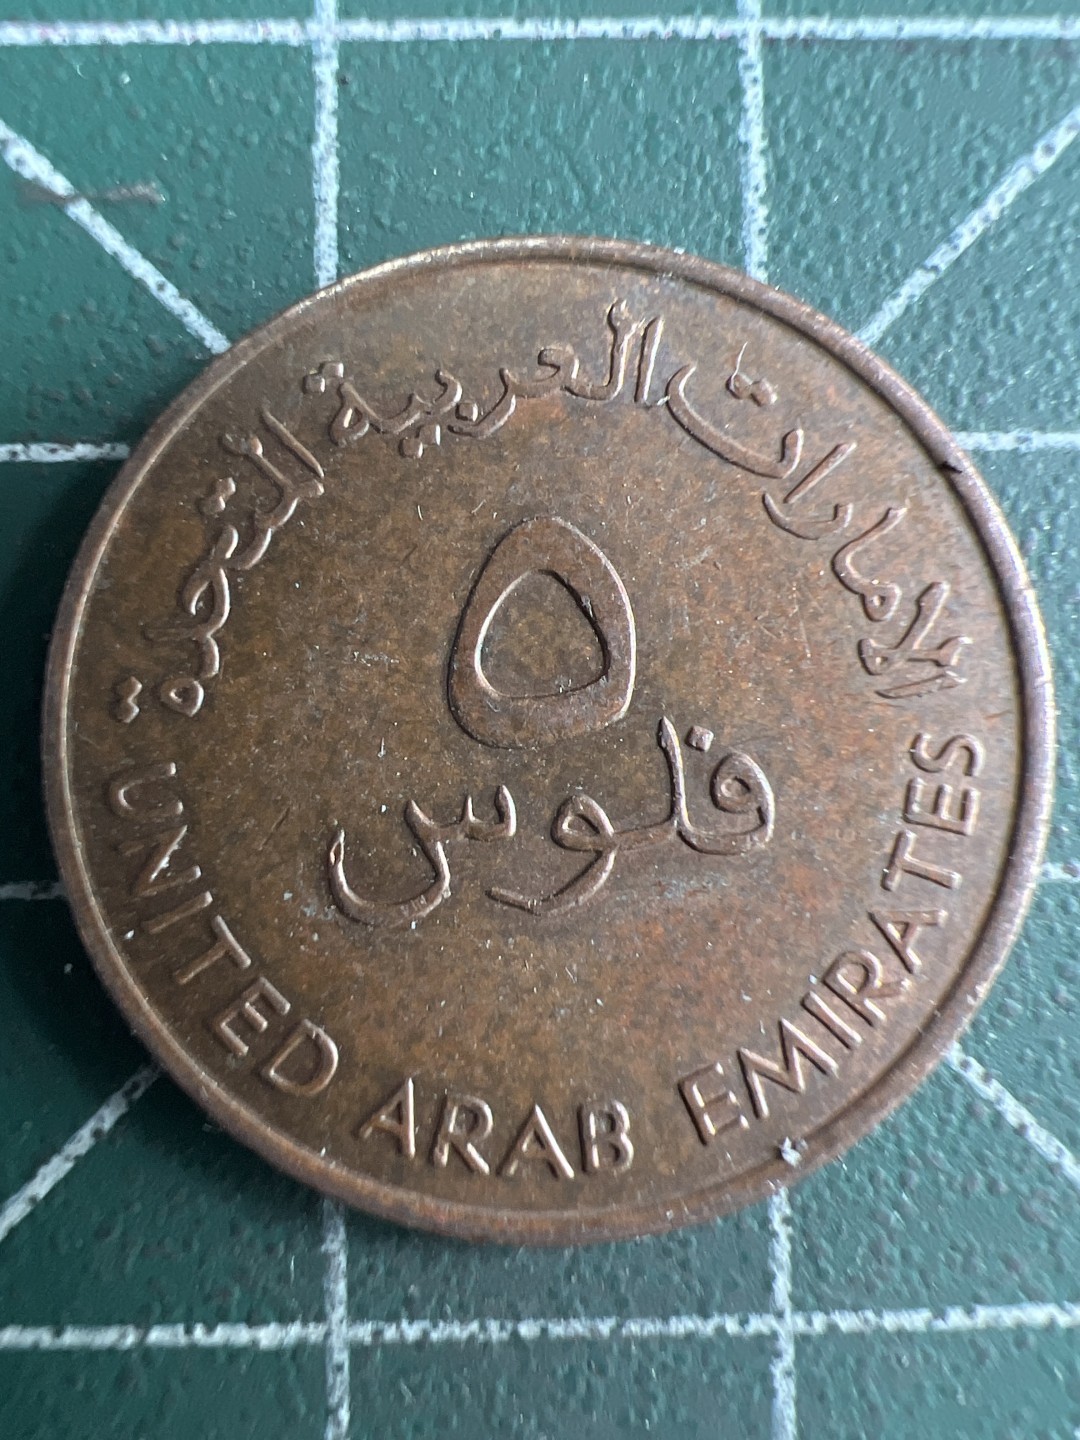 الإمارات العربية المتحدة
٥
فلوس
UNITED ARAB EMIRATES